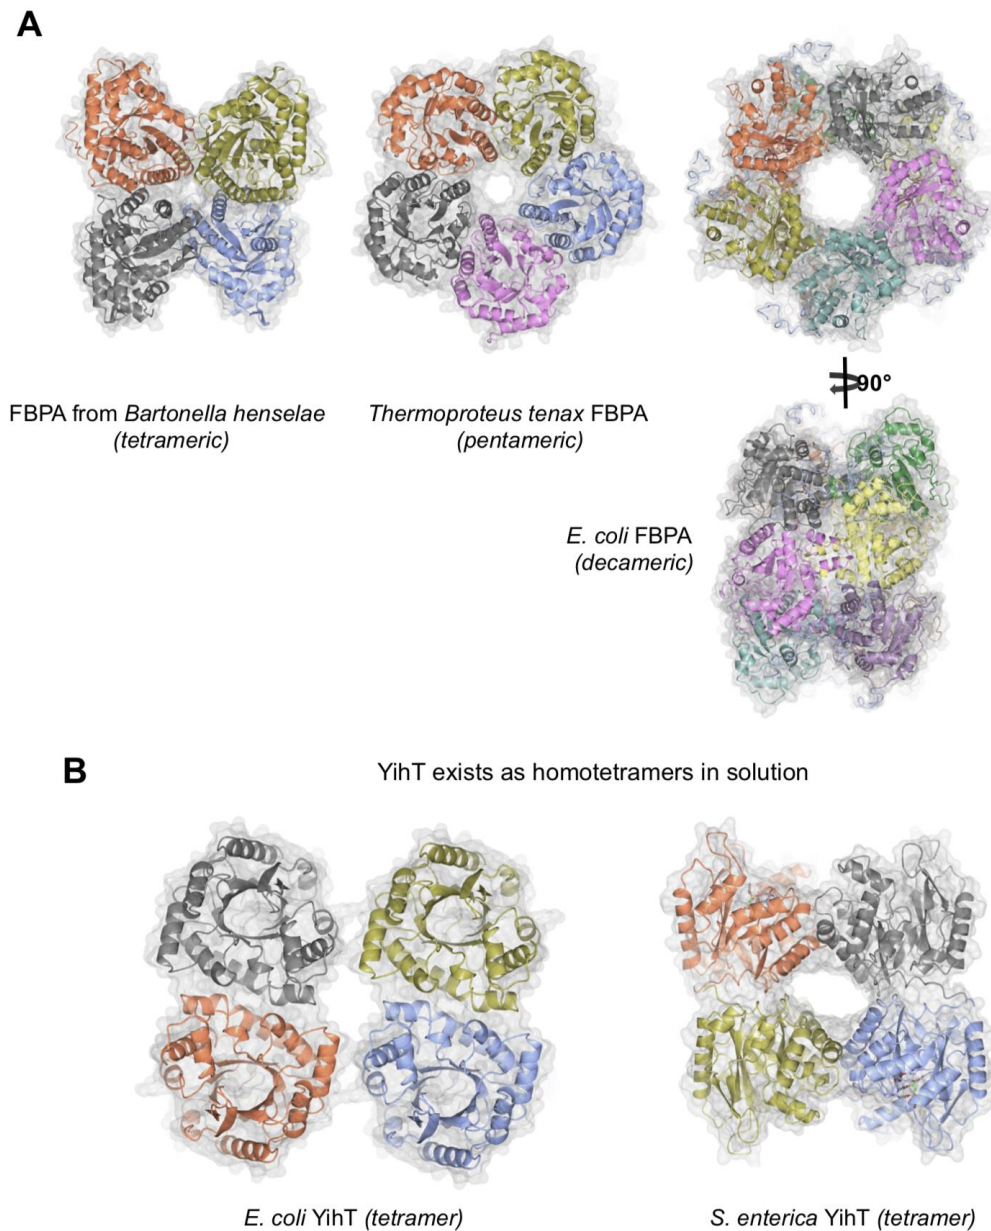 A
FBPA from Bartonella henselae
(tetrameric)
Thermoproteus tenax FBPA
(pentameric)
90°
E. coli FBPA
(decameric)
B
YihT exists as homotetramers in solution
E. coli YihT (tetramer)
S. enterica YihT (tetramer)